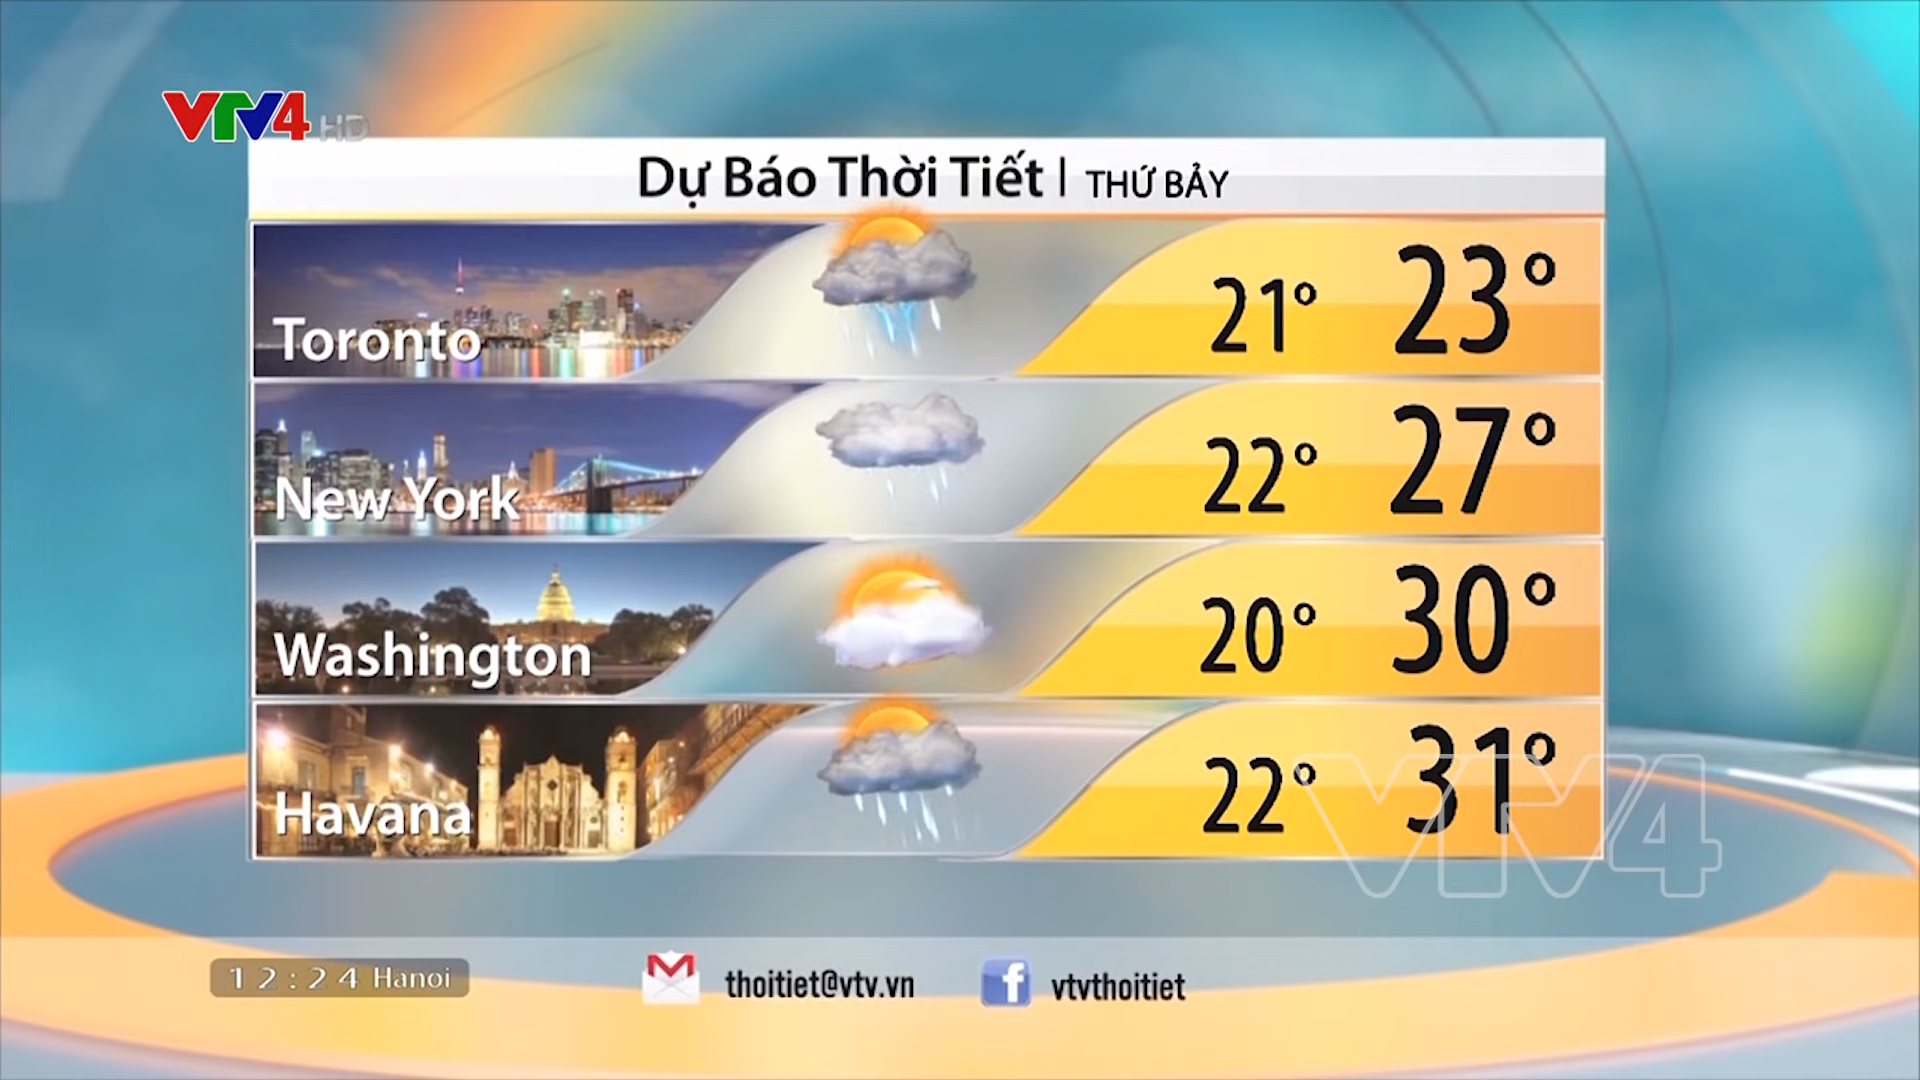 VTV4 HD
Dự Báo Thời Tiết | THỨ BẢY
Toronto 21° 23°
New York 22° 27°
Washington 20° 30°
Havana 22° 31°
VTV4
12:24 Hanoi thoitiet@vtv.vn vtvthoitiet